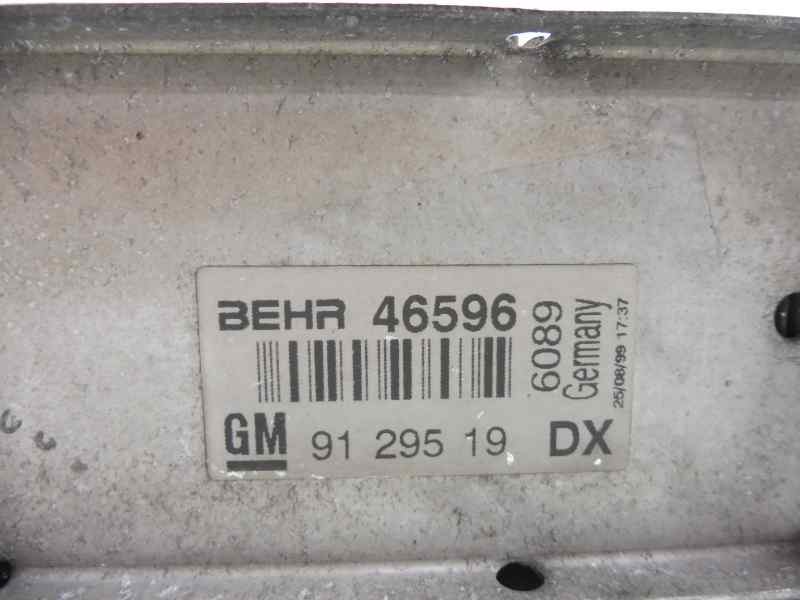 BEHR 46596
GM 91 295 19 DX
6089
Germany
25/08/99 17:37